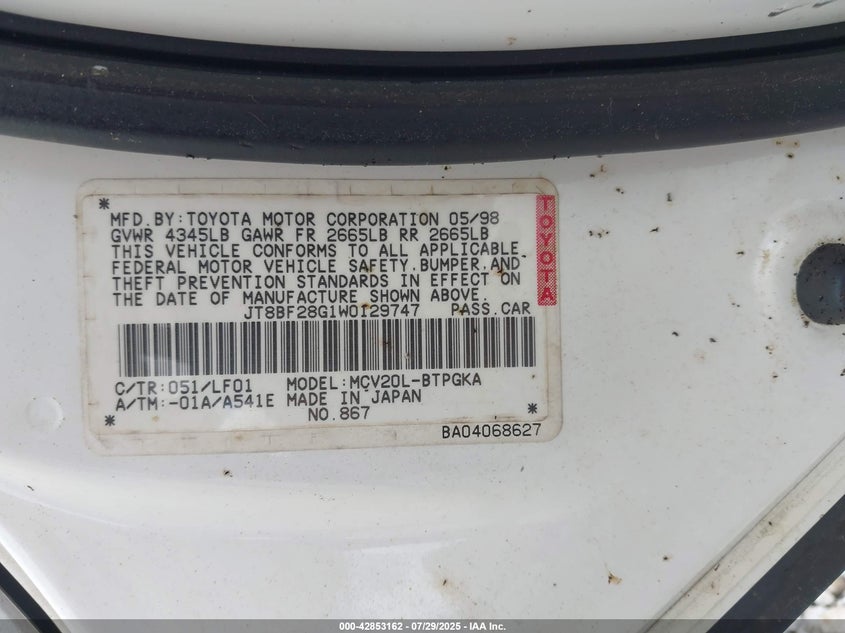 * MFD.BY:TOYOTA MOTOR CORPORATION 05/98
GVWR 4345LB GAWR FR 2665LB RR 2665LB
THIS VEHICLE CONFORMS TO ALL APPLICABLE
FEDERAL MOTOR VEHICLE SAFETY.BUMPER.AND
THEFT PREVENTION STANDARDS IN EFFECT ON
THE DATE OF MANUFACTURE SHOWN ABOVE.
JT8BF28G1W0129747 PASS.CAR
TOYOTA
C/TR:051/LF01 MODEL:MCV20L-BTPGKA
A/TM:-01A/A541E MADE IN JAPAN
* NO.867 *
BA04068627
000-42853162 | 07/29/2025 - IAA Inc.